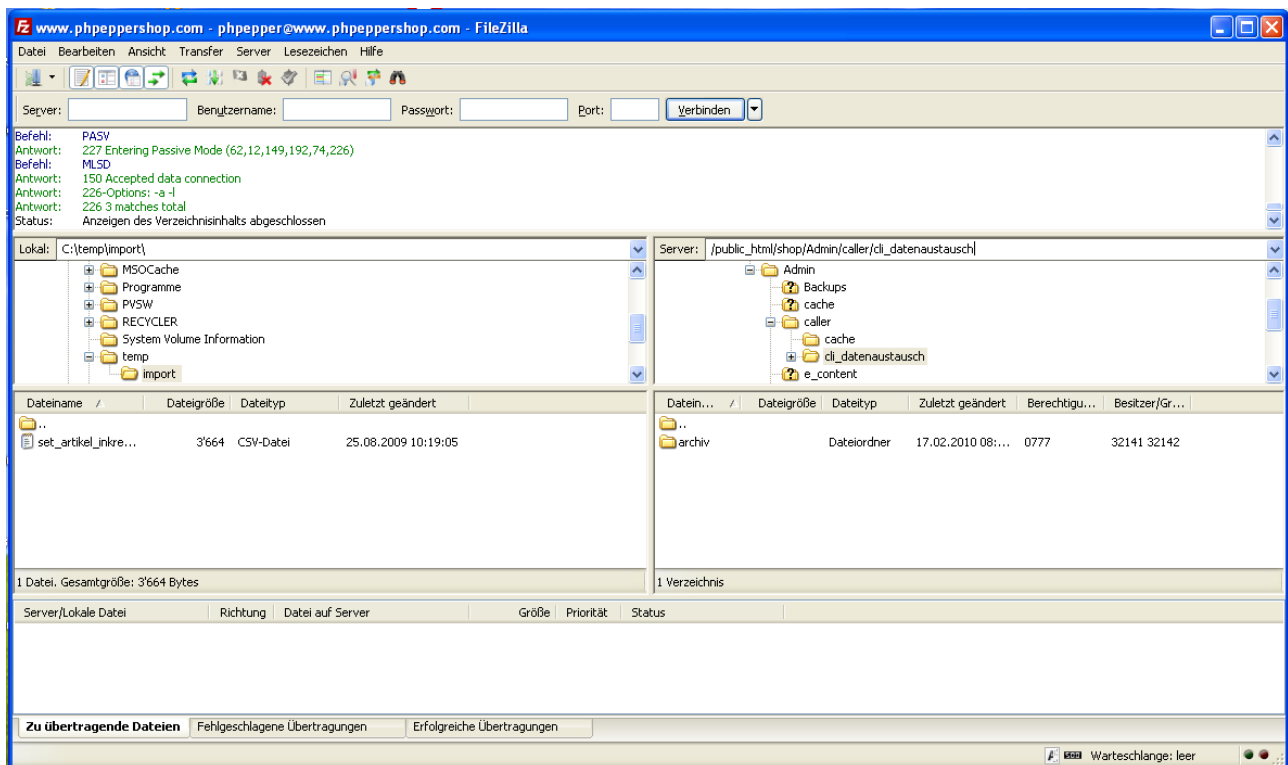 www.phpeppershop.com - phpepper@www.phpeppershop.com - FileZilla
Datei Bearbeiten Ansicht Transfer Server Lesezeichen Hilfe
Server: Benutzername: Passwort: Port: Verbinden
Befehl: PASV
Antwort: 227 Entering Passive Mode (62,12,149,192,74,226)
Befehl: MLSD
Antwort: 150 Accepted data connection
Antwort: 226-Options: -a -l
Antwort: 226 3 matches total
Status: Anzeigen des Verzeichnisinhalts abgeschlossen
Lokal: C:\temp\import\
MSOCache
Programme
PVSW
RECYCLER
System Volume Information
temp
import
Server: /public_html/shop/Admin/caller/cli_datenaustausch
Admin
Backups
cache
caller
cache
cli_datenaustausch
e_content
Dateiname Dateigröße Dateityp Zuletzt geändert
..
set_artikel_inkre... 3'664 CSV-Datei 25.08.2009 10:19:05
1 Datei. Gesamtgröße: 3'664 Bytes
Datein... Dateigröße Dateityp Zuletzt geändert Berechtigu... Besitzer/Gr...
..
archiv Dateiordner 17.02.2010 08:... 0777 32141 32142
1 Verzeichnis
Server/Lokale Datei Richtung Datei auf Server Größe Priorität Status
Zu übertragende Dateien Fehlgeschlagene Übertragungen Erfolgreiche Übertragungen
Warteschlange: leer